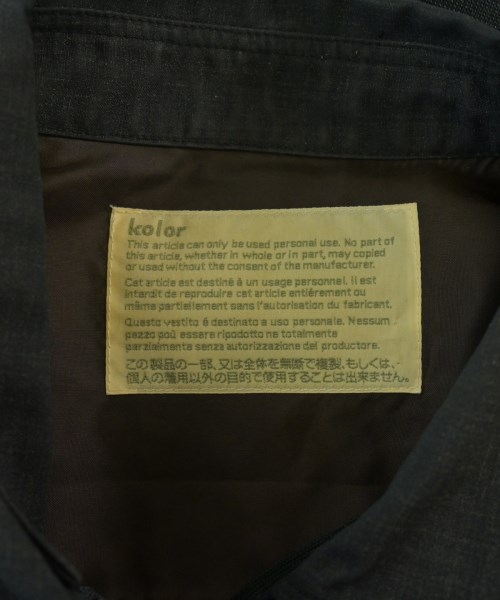 kolor
This article can only be used personal use. No part of
this article, whether in whole or in part, may copied
or used without the consent of the manufacturer.
Cet article est destiné à un usage personnel. Il est
interdit de reproduire cet article entiérement ou
même partiellement sans l'autorisation du fabricant.
Questo vestito é destinato a uso personale. Nessum
pezzo poù essere ripodotto ne totalmente
parzialmente senza autorizzazione del productore.
この製品の一部、又は全体を無断で複製、もしくは、
個人の着用以外の目的で使用することは出来ません。